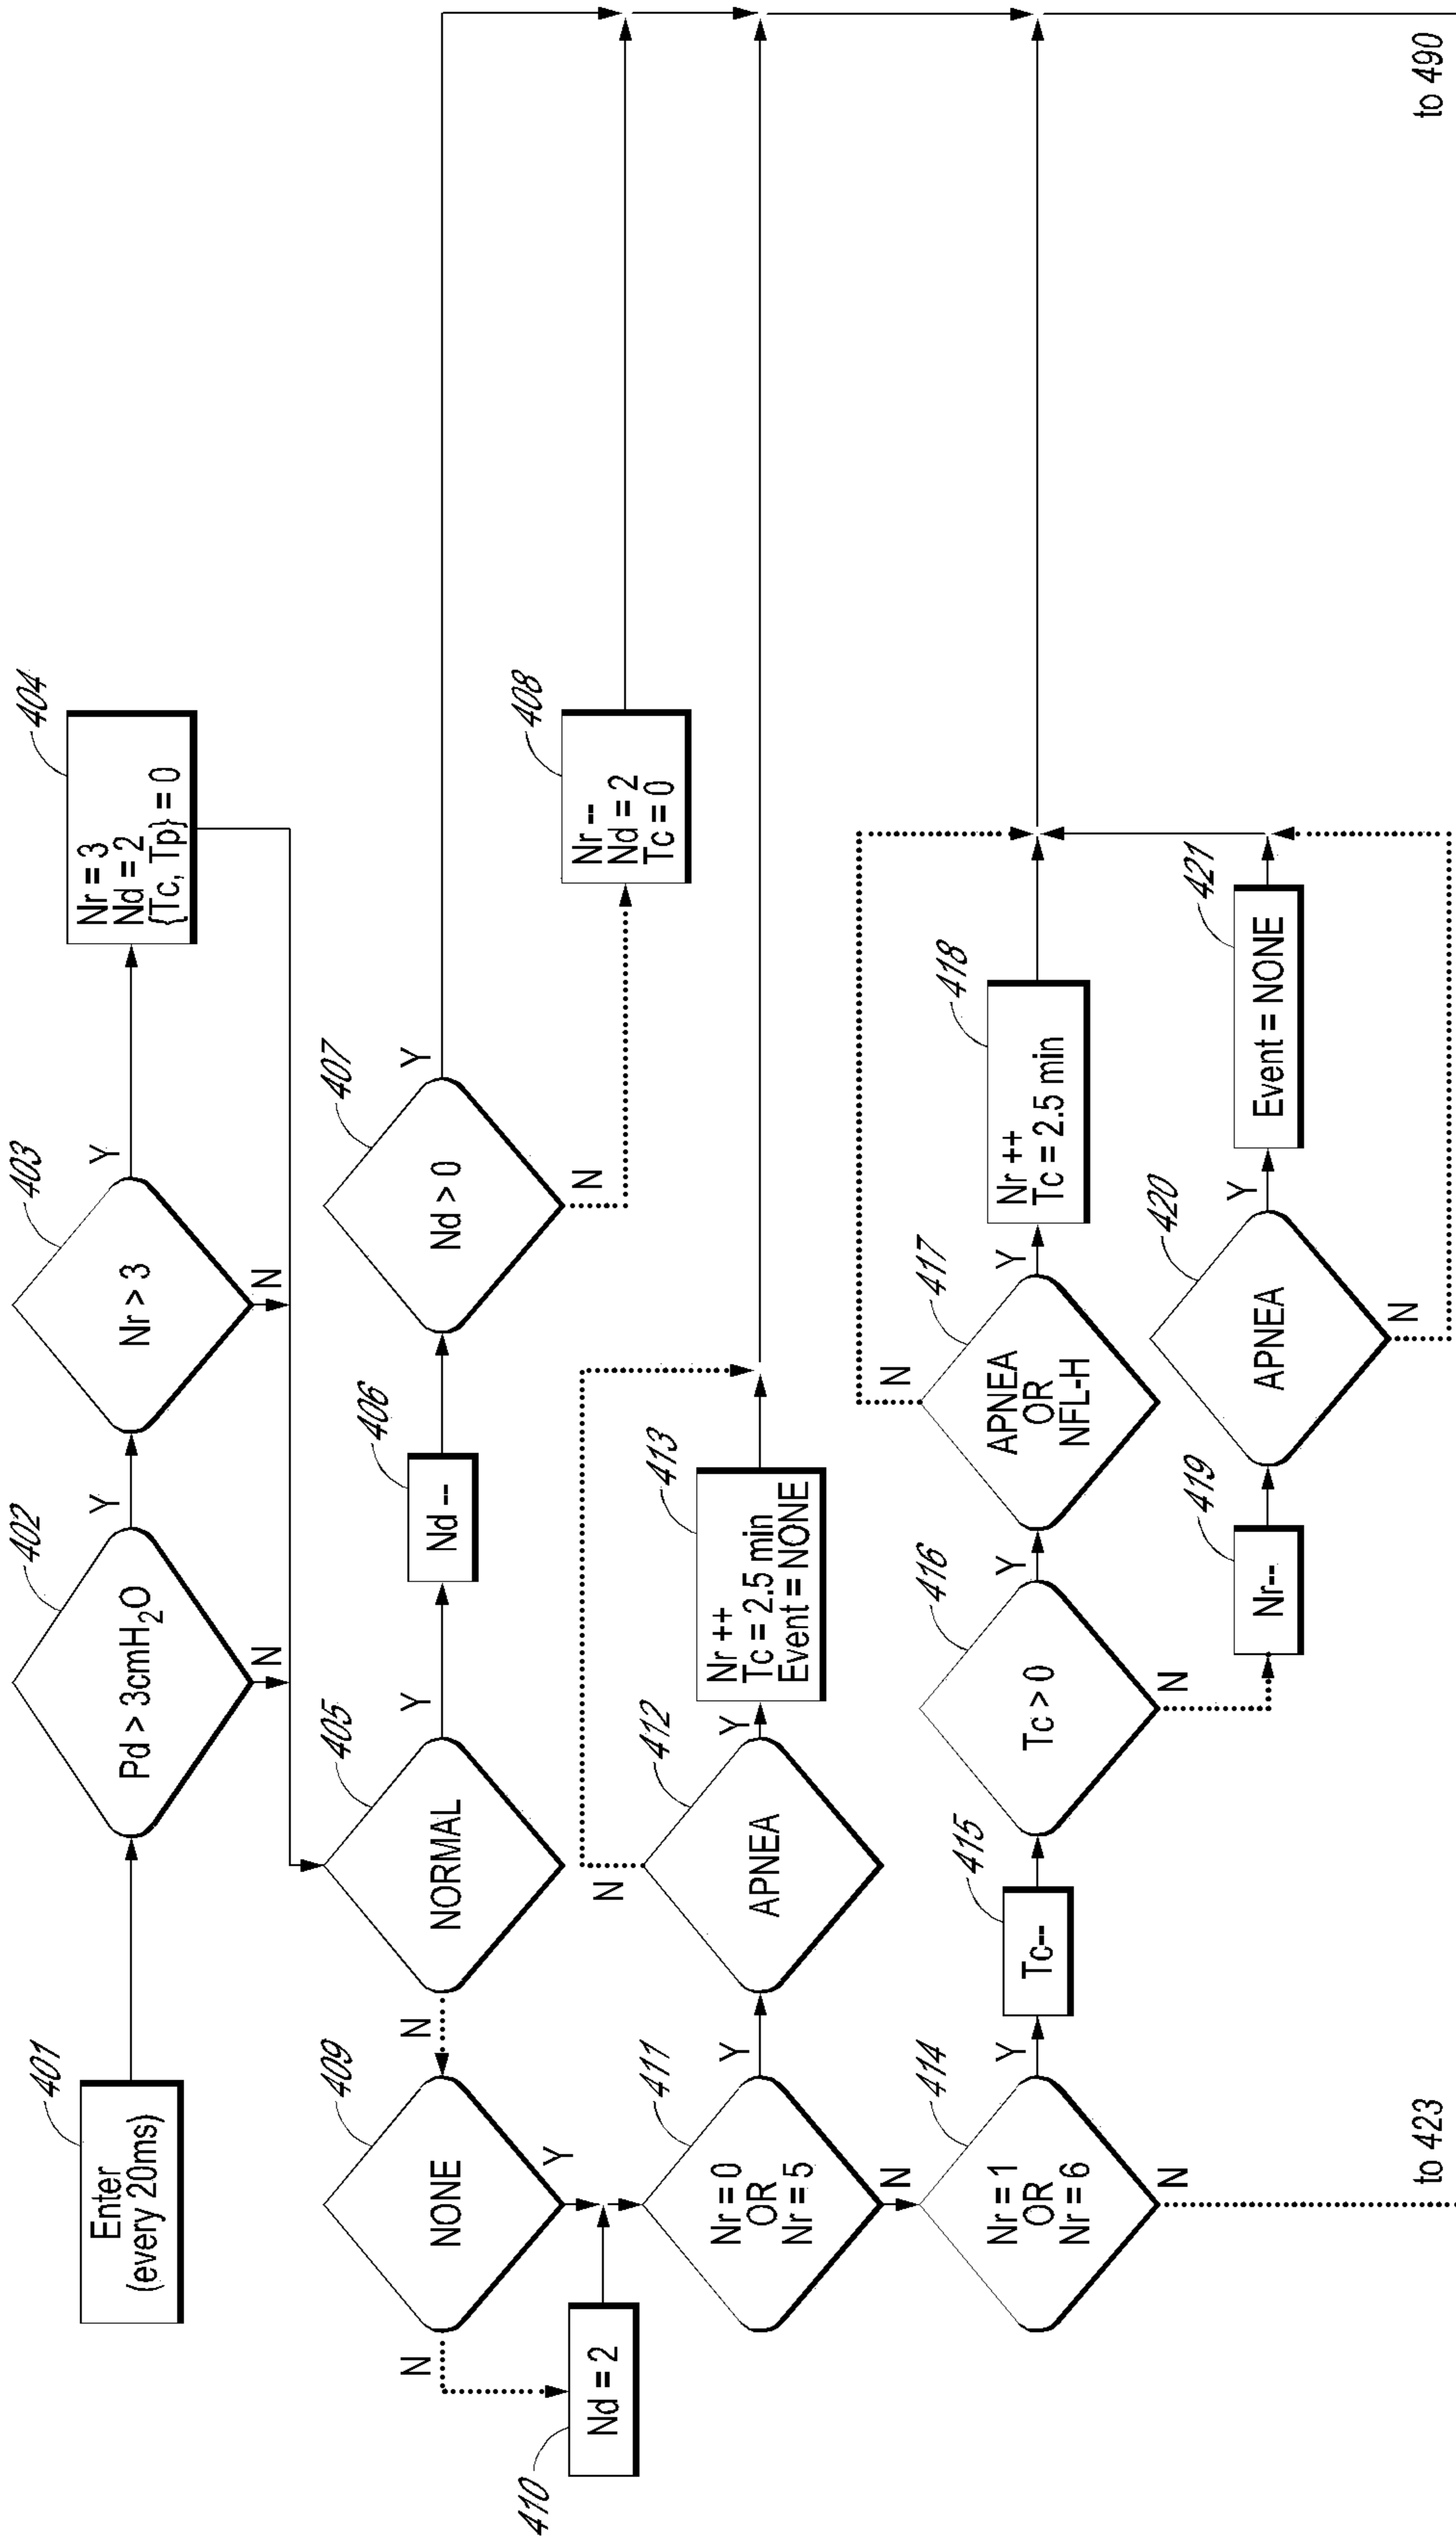 401
Enter
(every 20ms)
402
Pd > 3cmH2O
Y
N
403
Nr > 3
Y
N
404
Nr = 3
Nd = 2
{Tc, Tp} = 0
405
NORMAL
Y
N
406
Nd --
407
Nd > 0
Y
N
408
Nr --
Nd = 2
Tc = 0
409
NONE
Y
N
410
Nd = 2
411
Nr = 0
OR
Nr = 5
Y
N
412
APNEA
Y
N
413
Nr ++
Tc = 2.5 min
Event = NONE
414
Nr = 1
OR
Nr = 6
Y
N
415
Tc--
416
Tc > 0
Y
N
417
APNEA
OR
NFL-H
Y
N
418
Nr ++
Tc = 2.5 min
419
Nr--
420
APNEA
Y
N
421
Event = NONE
to 423
to 490